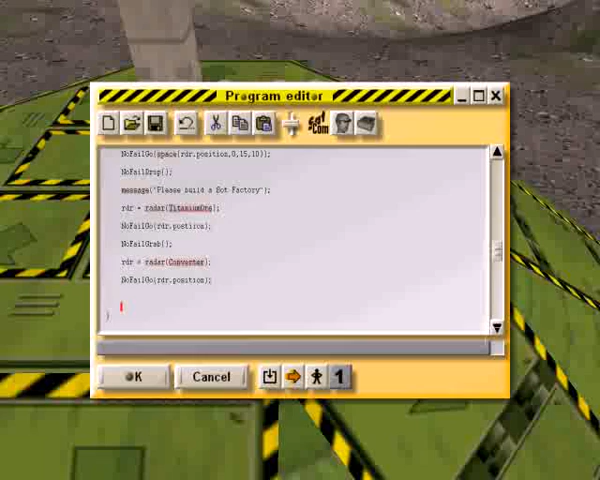 Program editor
SatCom
NoFailGo(space(rdr.position,0,15,10));
NoFailDrop();
message("Please build a Bot Factory");
rdr = radar(TitaniumOre);
NoFailGo(rdr.position);
NoFailGrab();
rdr = radar(Converter);
NoFailGo(rdr.position);
}
OK Cancel 1